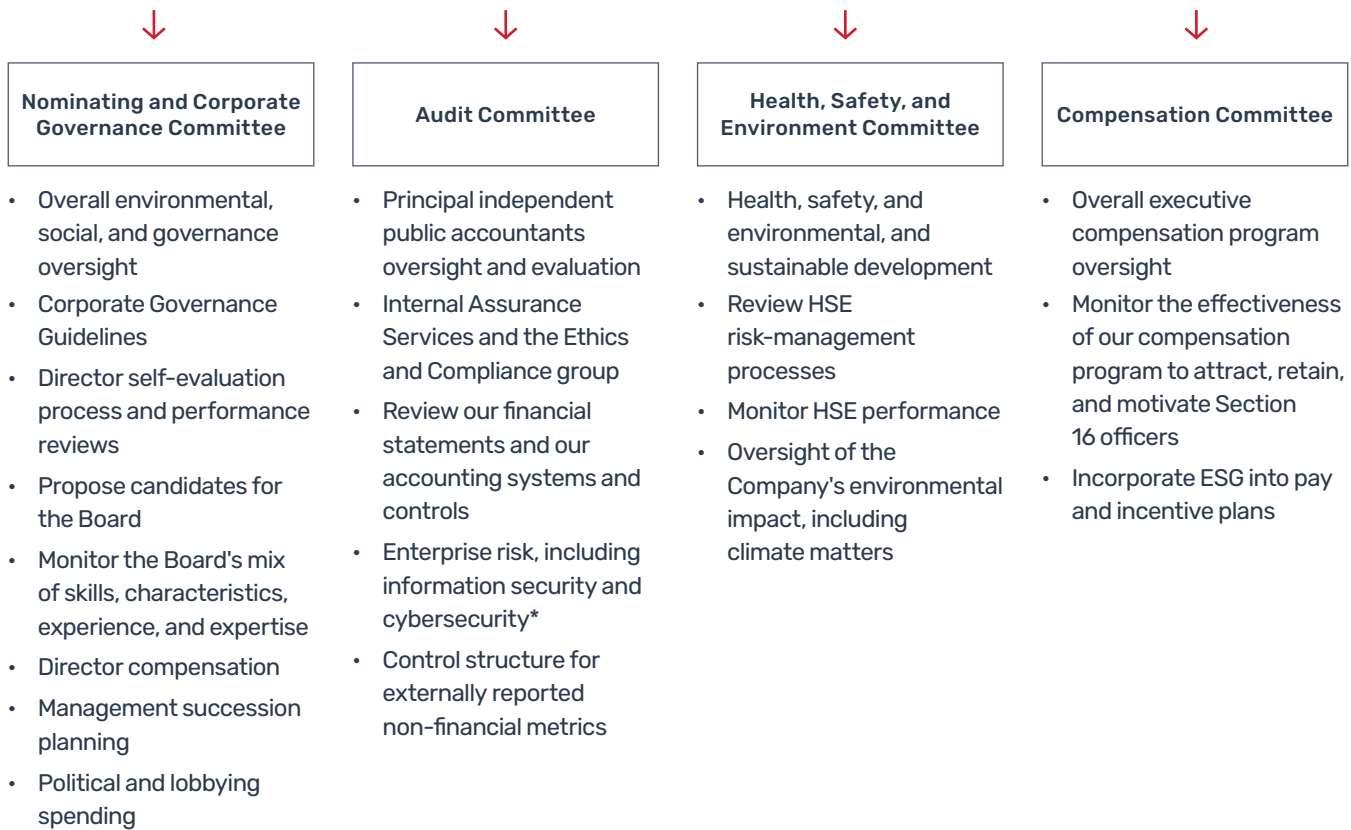 Nominating and Corporate
Governance Committee
• Overall environmental,
social, and governance
oversight
• Corporate Governance
Guidelines
• Director self-evaluation
process and performance
reviews
• Propose candidates for
the Board
• Monitor the Board's mix
of skills, characteristics,
experience, and expertise
• Director compensation
• Management succession
planning
• Political and lobbying
spending
Audit Committee
• Principal independent
public accountants
oversight and evaluation
• Internal Assurance
Services and the Ethics
and Compliance group
• Review our financial
statements and our
accounting systems and
controls
• Enterprise risk, including
information security and
cybersecurity*
• Control structure for
externally reported
non-financial metrics
Health, Safety, and
Environment Committee
• Health, safety, and
environmental, and
sustainable development
• Review HSE
risk-management
processes
• Monitor HSE performance
• Oversight of the
Company's environmental
impact, including
climate matters
Compensation Committee
• Overall executive
compensation program
oversight
• Monitor the effectiveness
of our compensation
program to attract, retain,
and motivate Section
16 officers
• Incorporate ESG into pay
and incentive plans